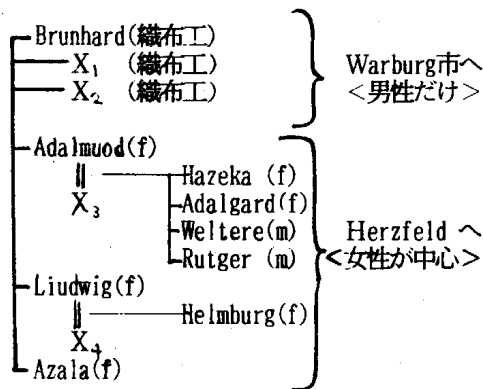 Brunhard(織布工)
X₁ (織布工)
X₂ (織布工)
Warburg市へ
<男性だけ>
Adalmuod(f)
X₃
Hazeka (f)
Adalgard(f)
Weltere(m)
Rutger (m)
Herzfeld へ
<女性が中心>
Liudwig(f)
X₄
Helmburg(f)
Azala(f)